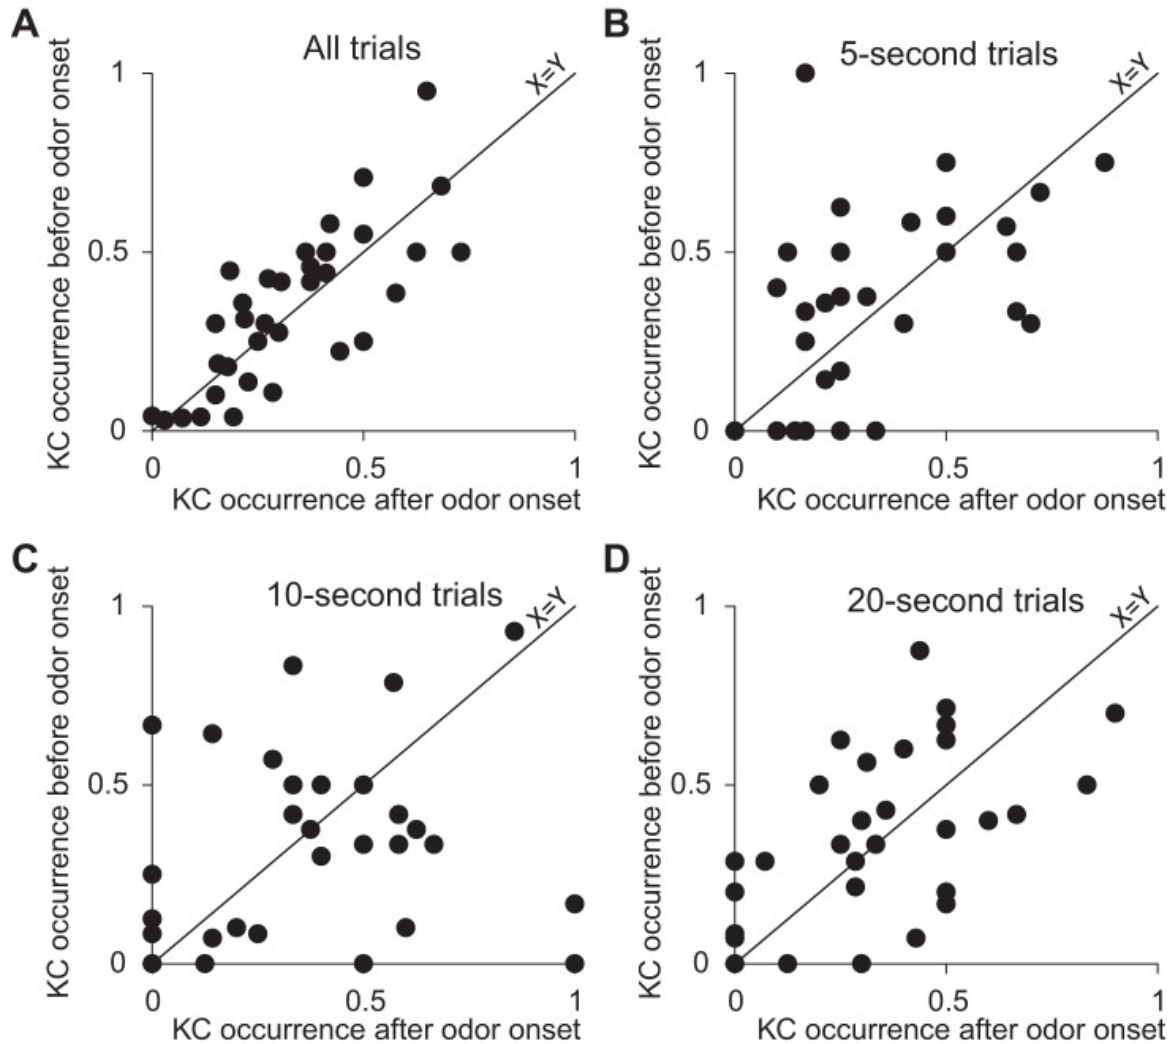 A
All trials
KC occurrence before odor onset
1
0.5
0
X=Y
0
0.5
1
KC occurrence after odor onset
B
5-second trials
KC occurrence before odor onset
1
0.5
0
X=Y
0
0.5
1
KC occurrence after odor onset
C
10-second trials
KC occurrence before odor onset
1
0.5
0
X=Y
0
0.5
1
KC occurrence after odor onset
D
20-second trials
KC occurrence before odor onset
1
0.5
0
X=Y
0
0.5
1
KC occurrence after odor onset